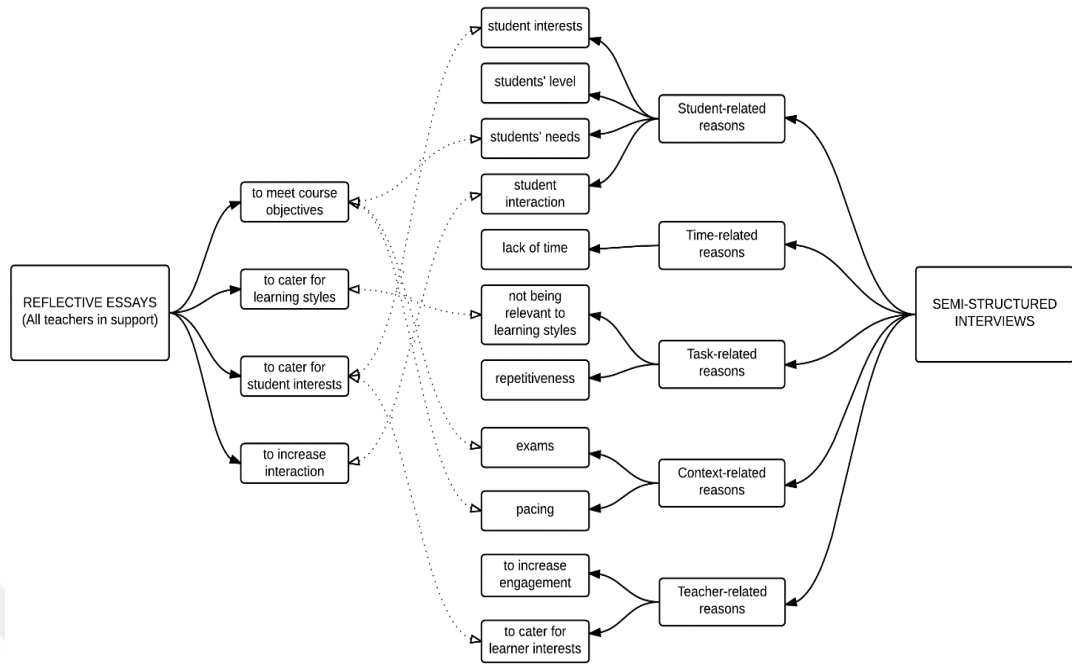 REFLECTIVE ESSAYS
(All teachers in support)
to meet course
objectives
to cater for
learning styles
to cater for
student interests
to increase
interaction
student interests
students' level
students' needs
student
interaction
lack of time
not being
relevant to
learning styles
repetitiveness
exams
pacing
to increase
engagement
to cater for
learner interests
Student-related
reasons
Time-related
reasons
Task-related
reasons
Context-related
reasons
Teacher-related
reasons
SEMI-STRUCTURED
INTERVIEWS